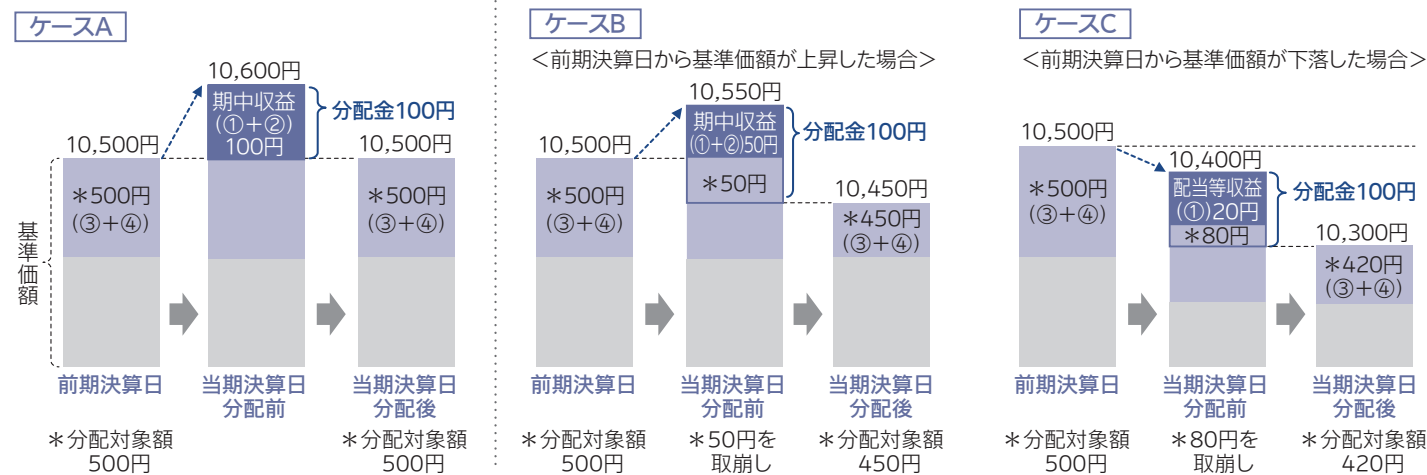 ケースA
10,600円
期中収益
(①+②)
100円
分配金100円
10,500円
10,500円
＊500円
(③+④)
＊500円
(③+④)
基準価額
前期決算日
当期決算日
分配前
当期決算日
分配後
＊分配対象額
500円
＊分配対象額
500円
ケースB
＜前期決算日から基準価額が上昇した場合＞
10,550円
期中収益
(①+②)50円
分配金100円
10,500円
＊500円
(③+④)
＊50円
10,450円
＊450円
(③+④)
前期決算日
当期決算日
分配前
当期決算日
分配後
＊分配対象額
500円
＊50円を
取崩し
＊分配対象額
450円
ケースC
＜前期決算日から基準価額が下落した場合＞
10,500円
10,400円
＊500円
(③+④)
配当等収益
(①)20円
分配金100円
＊80円
10,300円
＊420円
(③+④)
前期決算日
当期決算日
分配前
当期決算日
分配後
＊分配対象額
500円
＊80円を
取崩し
＊分配対象額
420円